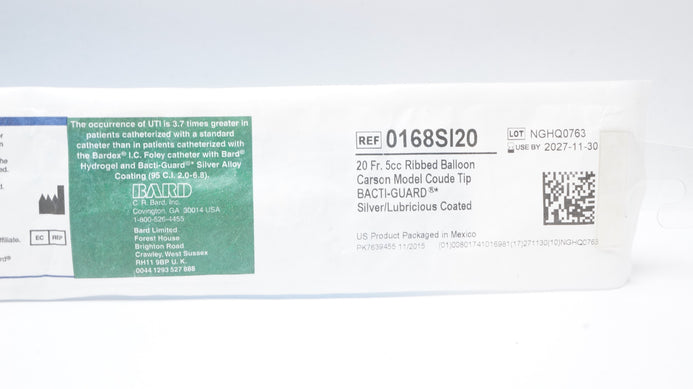 The occurrence of UTI is 3.7 times greater in
patients catheterized with a standard
catheter than in patients catheterized with
the Bardex® I.C. Foley catheter with Bard®
Hydrogel and Bacti-Guard®* Silver Alloy
Coating (95 C.I. 2.0-6.8).
BARD
C. R. Bard, Inc.
Covington, GA 30014 USA
1-800-526-4455
Bard Limited
Forest House
Brighton Road
Crawley, West Sussex
RH11 9BP U. K.
0044 1293 527 888
ffiliate.
EC REP
REF 0168SI20
20 Fr. 5cc Ribbed Balloon
Carson Model Coude Tip
BACTI-GUARD®*
Silver/Lubricious Coated
US Product Packaged in Mexico
PK7639455 11/2015 (01)00801741016981(17)271130(10)NGHQ0763
LOT NGHQ0763
USE BY 2027-11-30